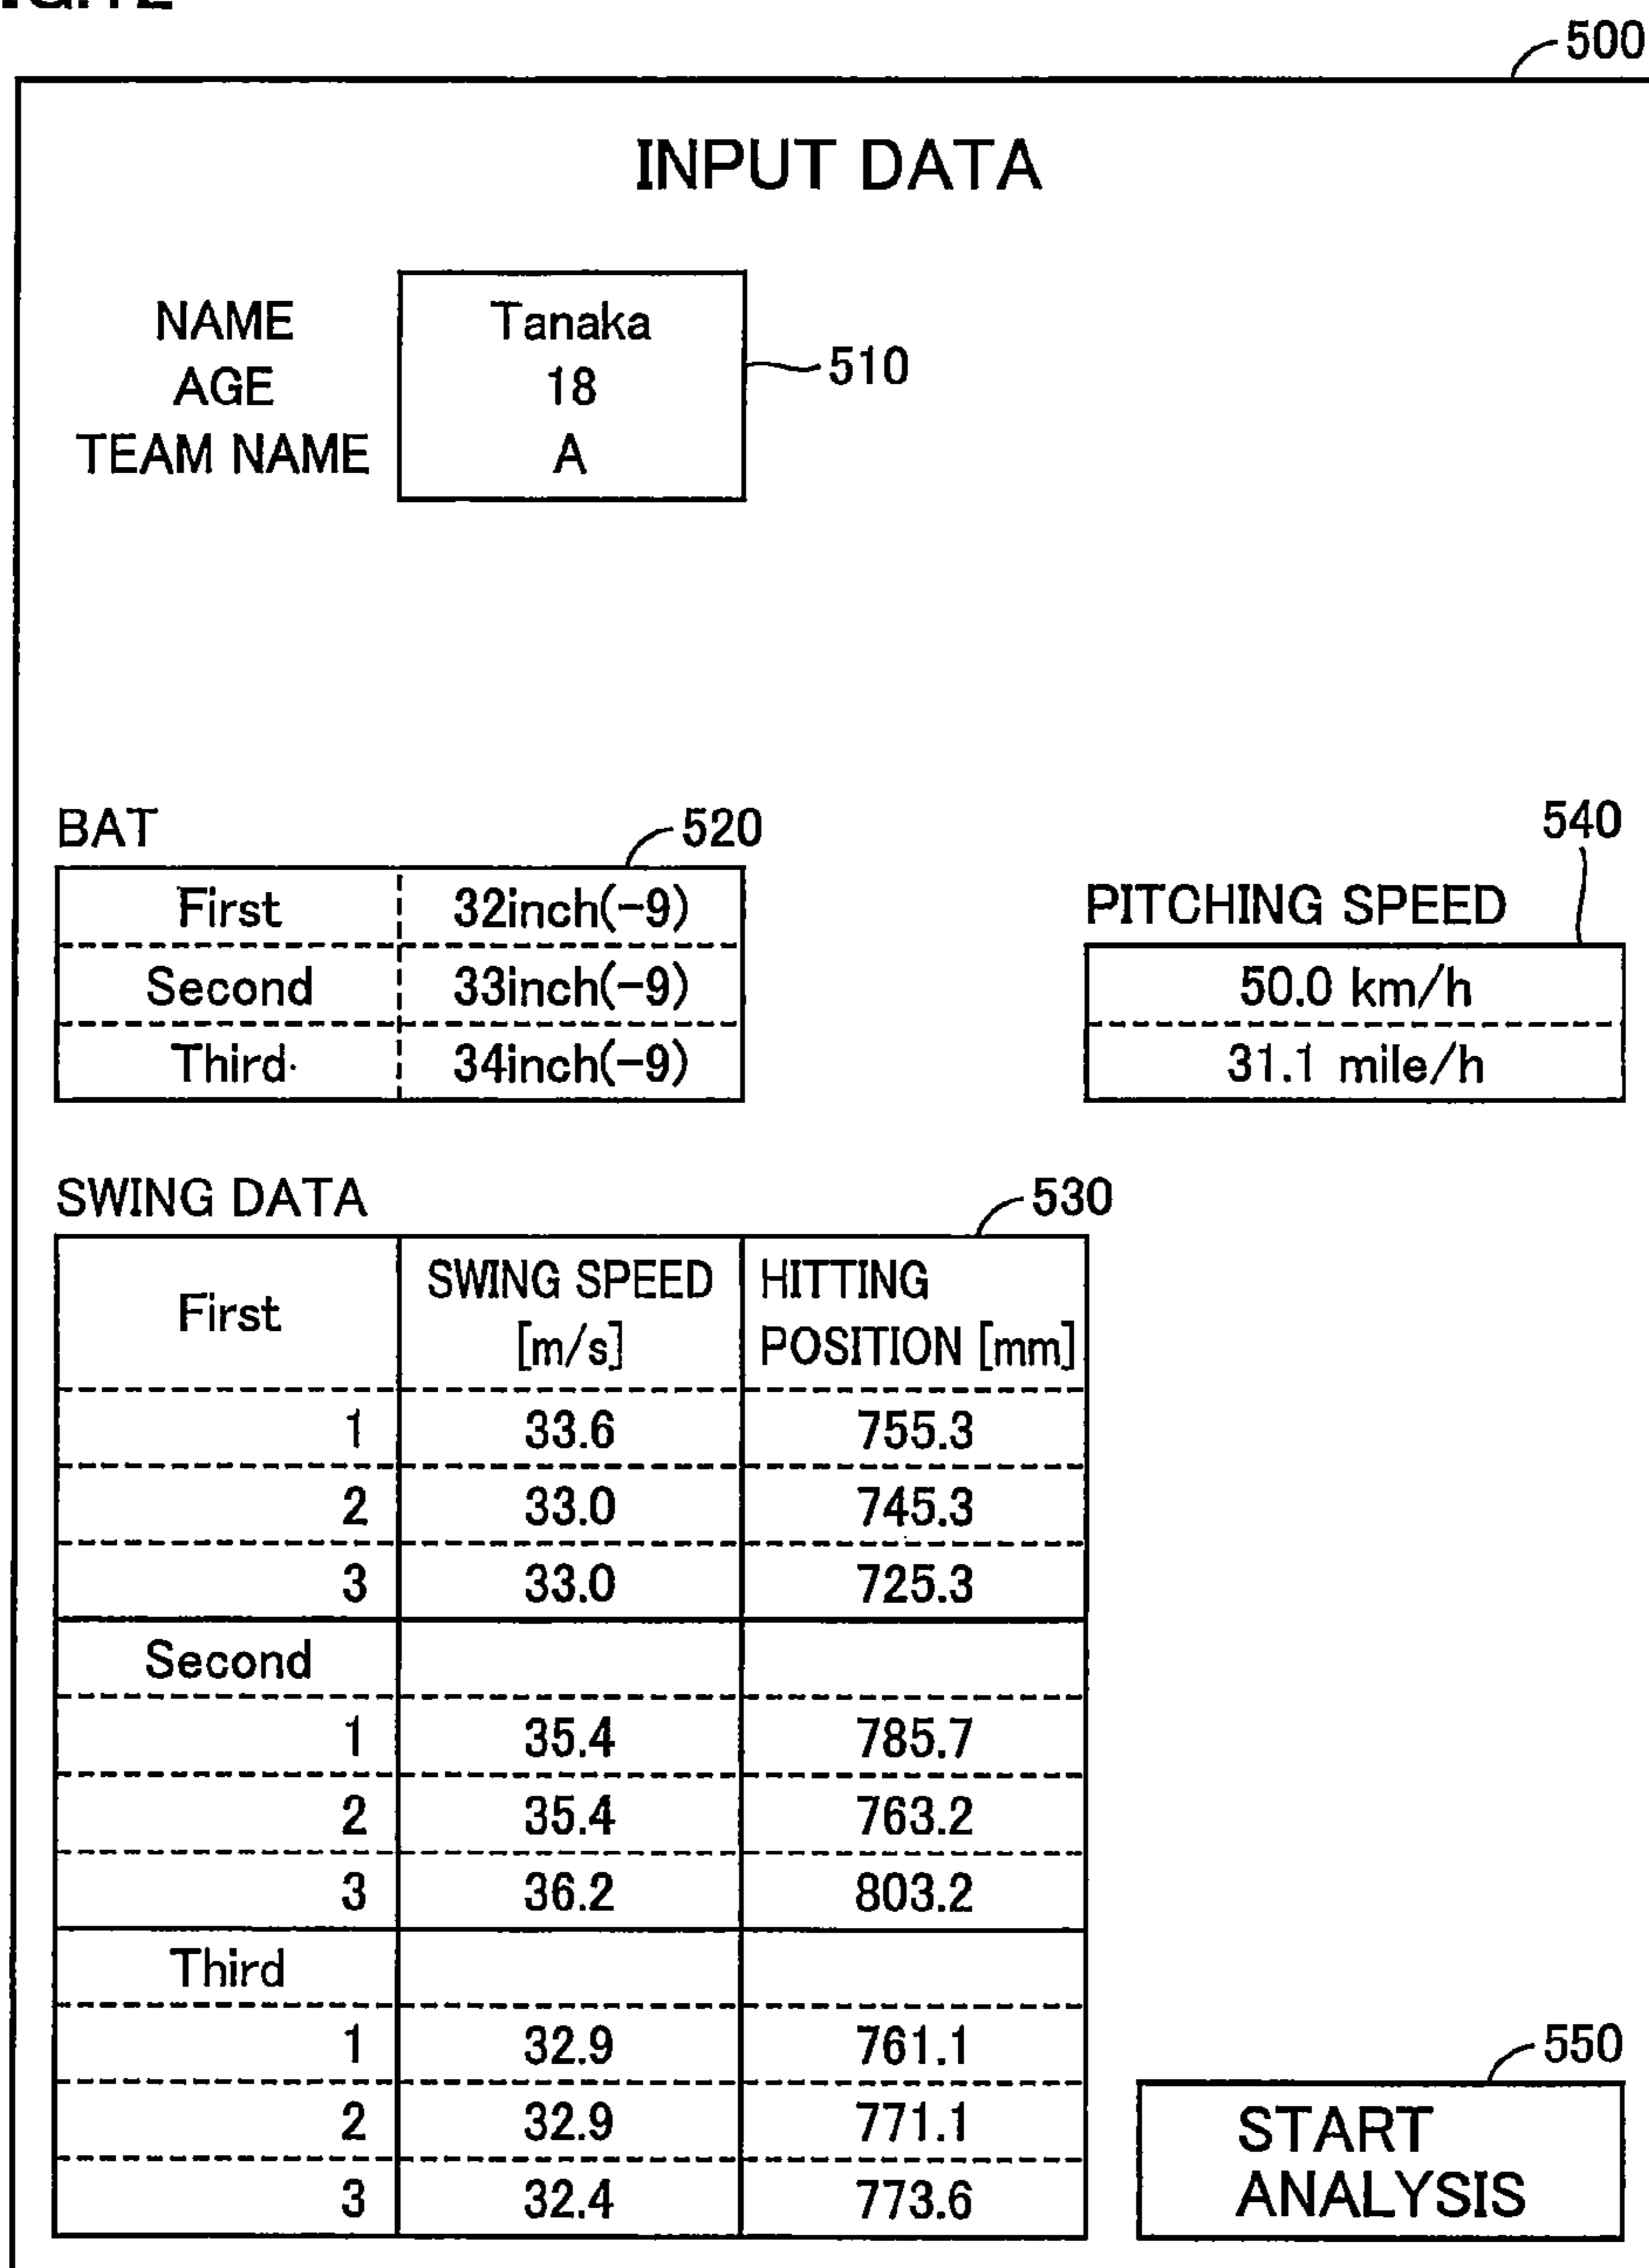 500
INPUT DATA
NAME Tanaka
AGE 18 510
TEAM NAME A
BAT 520
First 32inch(-9)
Second 33inch(-9)
Third 34inch(-9)
540
PITCHING SPEED
50.0 km/h
31.1 mile/h
SWING DATA 530
First SWING SPEED [m/s] HITTING POSITION [mm]
1 33.6 755.3
2 33.0 745.3
3 33.0 725.3
Second
1 35.4 785.7
2 35.4 763.2
3 36.2 803.2
Third
1 32.9 761.1
2 32.9 771.1
3 32.4 773.6
550
START
ANALYSIS